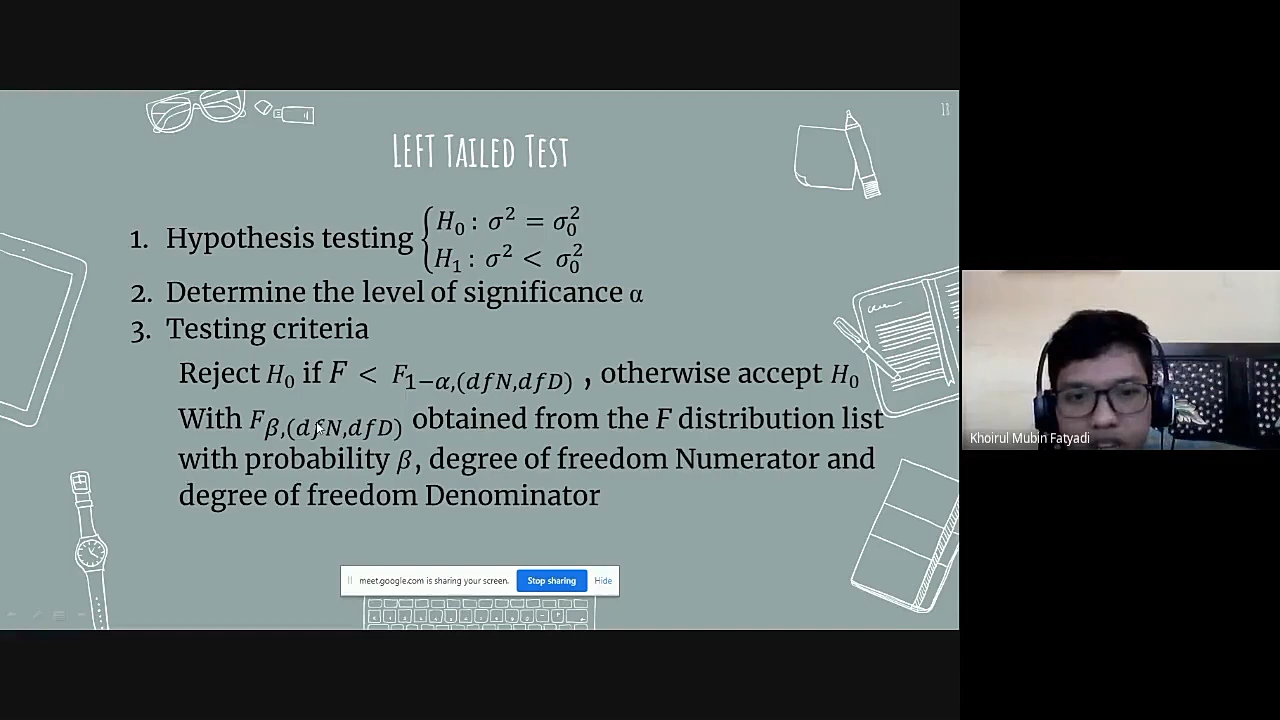 18
LEFT TAILED TEST
1. Hypothesis testing { H₀ : σ² = σ₀²
H₁ : σ² < σ₀²
2. Determine the level of significance α
3. Testing criteria
Reject H₀ if F < F₁₋α,(dfN,dfD) , otherwise accept H₀
With Fβ,(dfN,dfD) obtained from the F distribution list
with probability β, degree of freedom Numerator and
degree of freedom Denominator
meet.google.com is sharing your screen. Stop sharing Hide
Khoirul Mubin Fatyadi